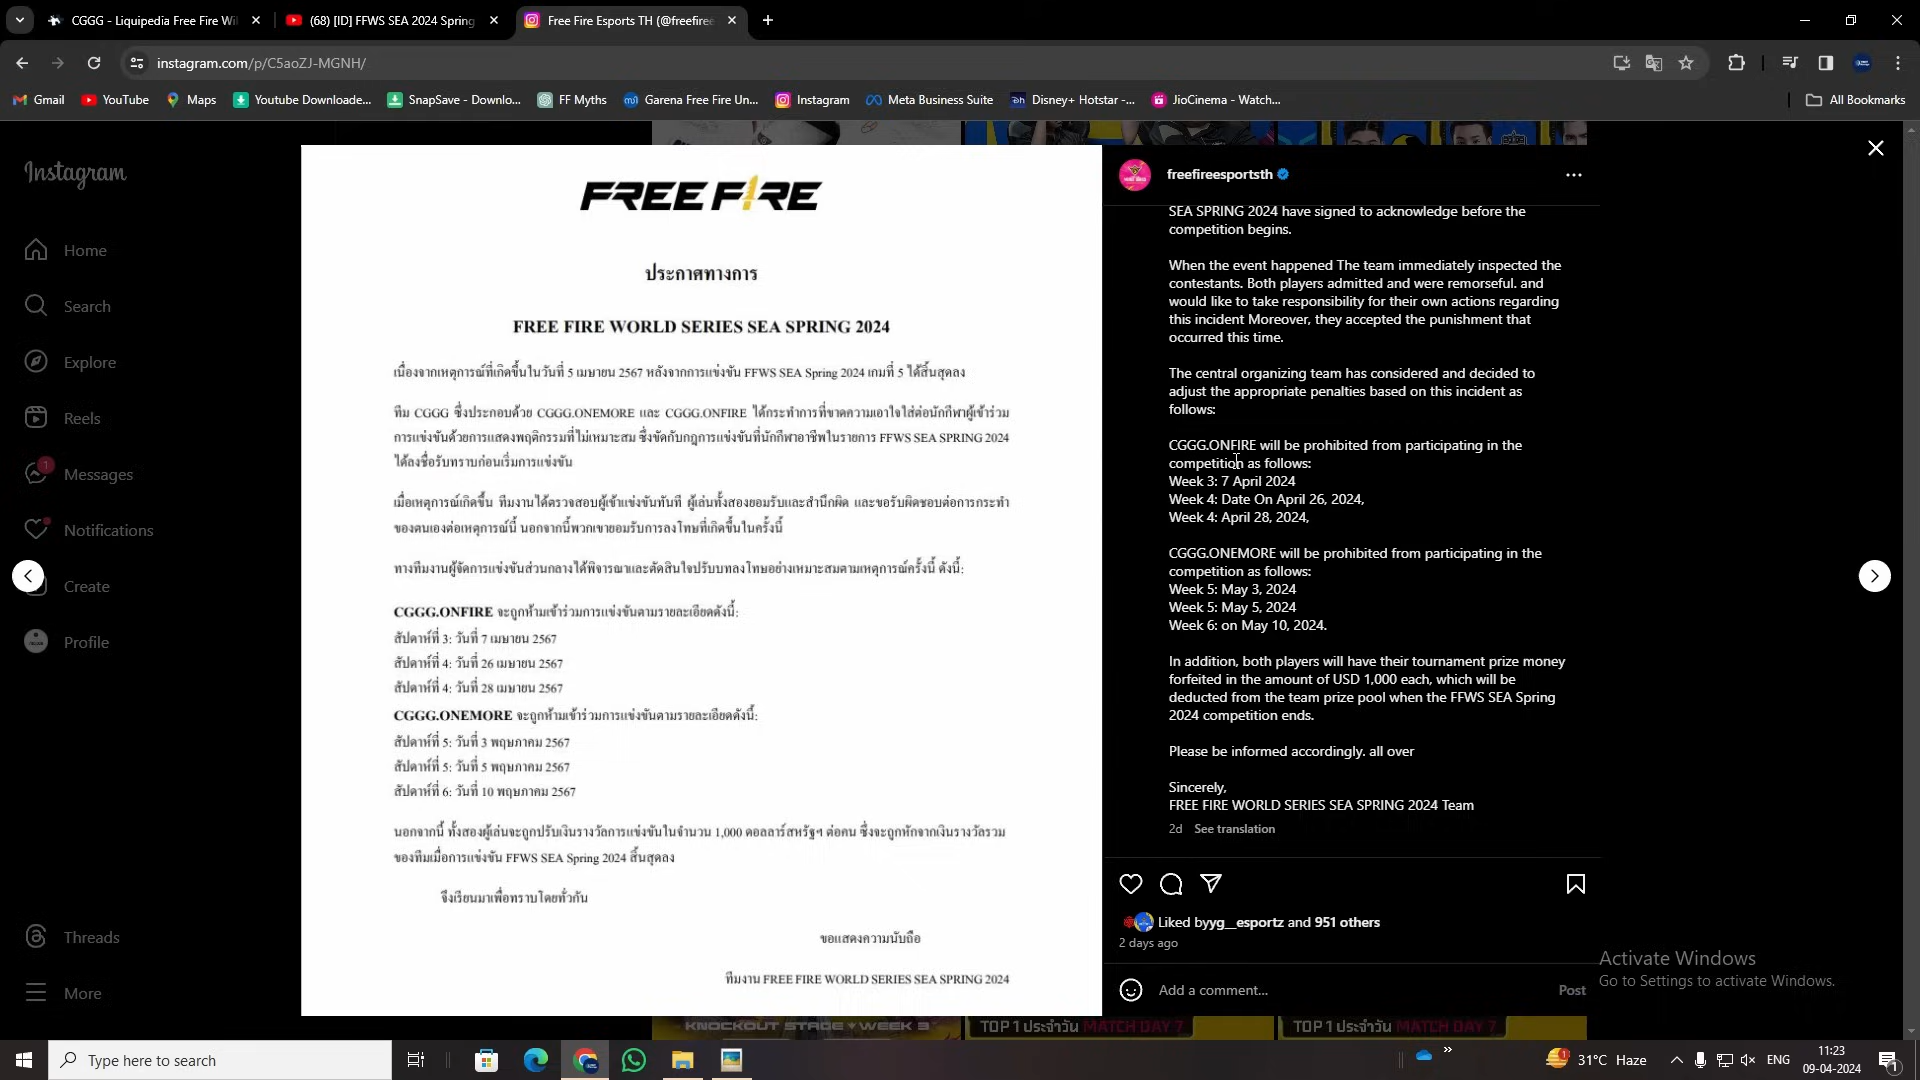 CGGG - Liquipedia Free Fire Wi
(68) [ID] FFWS SEA 2024 Spring
Free Fire Esports TH (@freefire
instagram.com/p/C5aoZJ-MGNH/
Gmail
YouTube
Maps
Youtube Downloade...
SnapSave - Downlo...
FF Myths
Garena Free Fire Un...
Instagram
Meta Business Suite
Disney+ Hotstar -...
JioCinema - Watch...
All Bookmarks
Instagram
Home
Search
Explore
Reels
1
Messages
Notifications
Create
Profile
Threads
More
FREE FIRE
ประกาศทางการ
FREE FIRE WORLD SERIES SEA SPRING 2024
เนื่องจากเหตุการณ์ที่เกิดขึ้นในวันที่ 5 เมษายน 2567 หลังจากการแข่งขัน FFWS SEA Spring 2024 เกมที่ 5 ได้สิ้นสุดลง
ทีม CGGG ซึ่งประกอบด้วย CGGG.ONEMORE และ CGGG.ONFIRE ได้กระทำการที่ขาดความเอาใจใส่ต่อนักกีฬาผู้เข้าร่วม
การแข่งขันด้วยการแสดงพฤติกรรมที่ไม่เหมาะสม ซึ่งขัดกับกฎการแข่งขันที่นักกีฬาอาชีพในรายการ FFWS SEA SPRING 2024
ได้ลงชื่อรับทราบก่อนเริ่มการแข่งขัน
เมื่อเหตุการณ์เกิดขึ้น ทีมงานได้ตรวจสอบผู้เข้าแข่งขันทันที ผู้เล่นทั้งสองยอมรับและสำนึกผิด และขอรับผิดชอบต่อการกระทำ
ของตนเองต่อเหตุการณ์นี้ นอกจากนี้พวกเขายอมรับการลงโทษที่เกิดขึ้นในครั้งนี้
ทางทีมงานผู้จัดการแข่งขันส่วนกลางได้พิจารณาและตัดสินใจปรับบทลงโทษอย่างเหมาะสมตามเหตุการณ์ครั้งนี้ ดังนี้:
CGGG.ONFIRE จะถูกห้ามเข้าร่วมการแข่งขันตามรายละเอียดดังนี้:
สัปดาห์ที่ 3: วันที่ 7 เมษายน 2567
สัปดาห์ที่ 4: วันที่ 26 เมษายน 2567
สัปดาห์ที่ 4: วันที่ 28 เมษายน 2567
CGGG.ONEMORE จะถูกห้ามเข้าร่วมการแข่งขันตามรายละเอียดดังนี้:
สัปดาห์ที่ 5: วันที่ 3 พฤษภาคม 2567
สัปดาห์ที่ 5: วันที่ 5 พฤษภาคม 2567
สัปดาห์ที่ 6: วันที่ 10 พฤษภาคม 2567
นอกจากนี้ ทั้งสองผู้เล่นจะถูกปรับเงินรางวัลการแข่งขันในจำนวน 1,000 ดอลลาร์สหรัฐฯ ต่อคน ซึ่งจะถูกหักจากเงินรางวัลรวม
ของทีมเมื่อการแข่งขัน FFWS SEA Spring 2024 สิ้นสุดลง
จึงเรียนมาเพื่อทราบโดยทั่วกัน
ขอแสดงความนับถือ
ทีมงาน FREE FIRE WORLD SERIES SEA SPRING 2024
freefireesportsth
SEA SPRING 2024 have signed to acknowledge before the
competition begins.
When the event happened The team immediately inspected the
contestants. Both players admitted and were remorseful. and
would like to take responsibility for their own actions regarding
this incident Moreover, they accepted the punishment that
occurred this time.
The central organizing team has considered and decided to
adjust the appropriate penalties based on this incident as
follows:
CGGG.ONFIRE will be prohibited from participating in the
competition as follows:
Week 3: 7 April 2024
Week 4: Date On April 26, 2024,
Week 4: April 28, 2024,
CGGG.ONEMORE will be prohibited from participating in the
competition as follows:
Week 5: May 3, 2024
Week 5: May 5, 2024
Week 6: on May 10, 2024.
In addition, both players will have their tournament prize money
forfeited in the amount of USD 1,000 each, which will be
deducted from the team prize pool when the FFWS SEA Spring
2024 competition ends.
Please be informed accordingly. all over
Sincerely,
FREE FIRE WORLD SERIES SEA SPRING 2024 Team
2d See translation
Liked byyg__esportz and 951 others
2 days ago
Add a comment...
Post
Activate Windows
Go to Settings to activate Windows.
KNOCKOUT STAGE WEEK 3
TOP 1 ประจำวัน MATCH DAY 7
TOP 1 ประจำวัน MATCH DAY 7
Type here to search
31°C Haze
ENG
11:23
09-04-2024
1